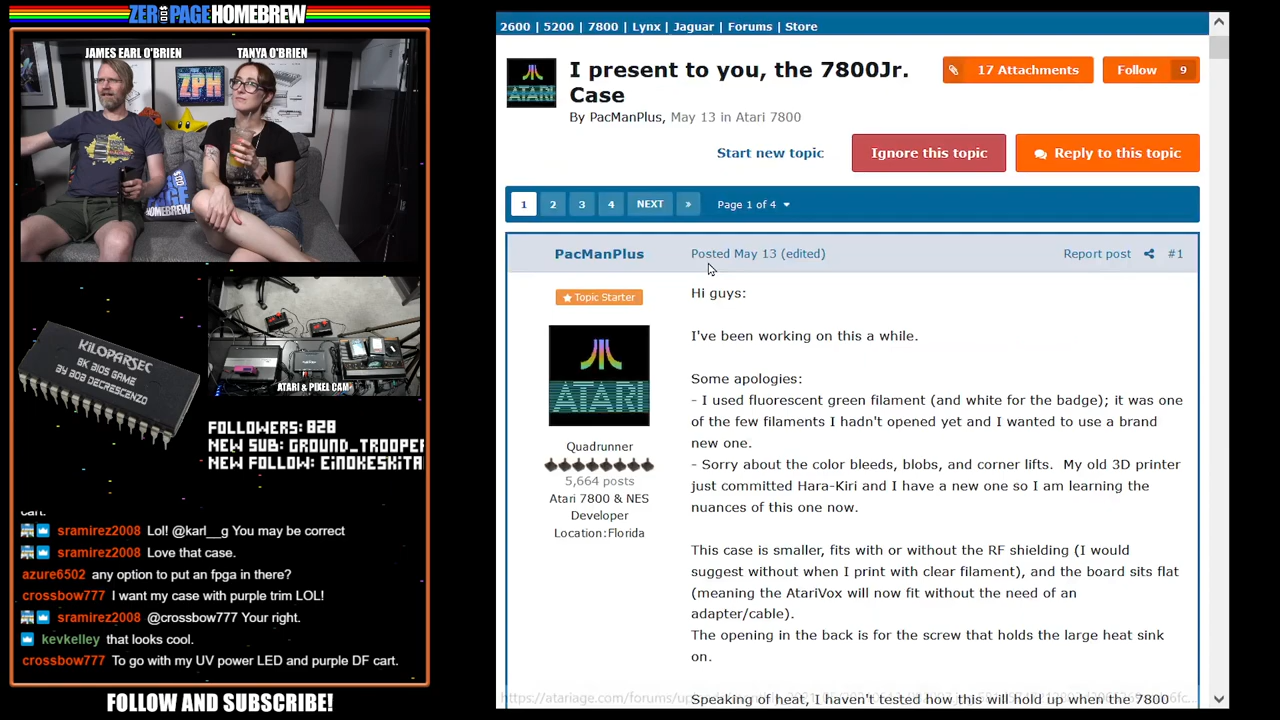 ZER PAGE HOMEBREW
JAMES EARL O'BRIEN
TANYA O'BRIEN
ZPH
PAGE
HOMEBREW
KILOPARSEC
8K BIOS GAME
BY BOB DECRESCENZO
ATARI & PIXEL CAM
FOLLOWERS: 828
NEW SUB: GROUND_TROOPER
NEW FOLLOW: EINOKESKITA
cart.
sramirez2008 Lol! @karl__g You may be correct
sramirez2008 Love that case.
azure6502 any option to put an fpga in there?
crossbow777 I want my case with purple trim LOL!
sramirez2008 @crossbow777 Your right.
kevkelley that looks cool.
crossbow777 To go with my UV power LED and purple DF cart.
FOLLOW AND SUBSCRIBE!
2600 | 5200 | 7800 | Lynx | Jaguar | Forums | Store
ATARI
I present to you, the 7800Jr.
Case
17 Attachments
Follow 9
By PacManPlus, May 13 in Atari 7800
Start new topic
Ignore this topic
Reply to this topic
1 2 3 4 NEXT » Page 1 of 4
PacManPlus
Posted May 13 (edited)
Report post #1
Topic Starter
ATARI
Quadrunner
5,664 posts
Atari 7800 & NES
Developer
Location:Florida
Hi guys:
I've been working on this a while.
Some apologies:
- I used fluorescent green filament (and white for the badge); it was one
of the few filaments I hadn't opened yet and I wanted to use a brand
new one.
- Sorry about the color bleeds, blobs, and corner lifts. My old 3D printer
just committed Hara-Kiri and I have a new one so I am learning the
nuances of this one now.
This case is smaller, fits with or without the RF shielding (I would
suggest without when I print with clear filament), and the board sits flat
(meaning the AtariVox will now fit without the need of an
adapter/cable).
The opening in the back is for the screw that holds the large heat sink
on.
Speaking of heat, I haven't tested how this will hold up when the 7800